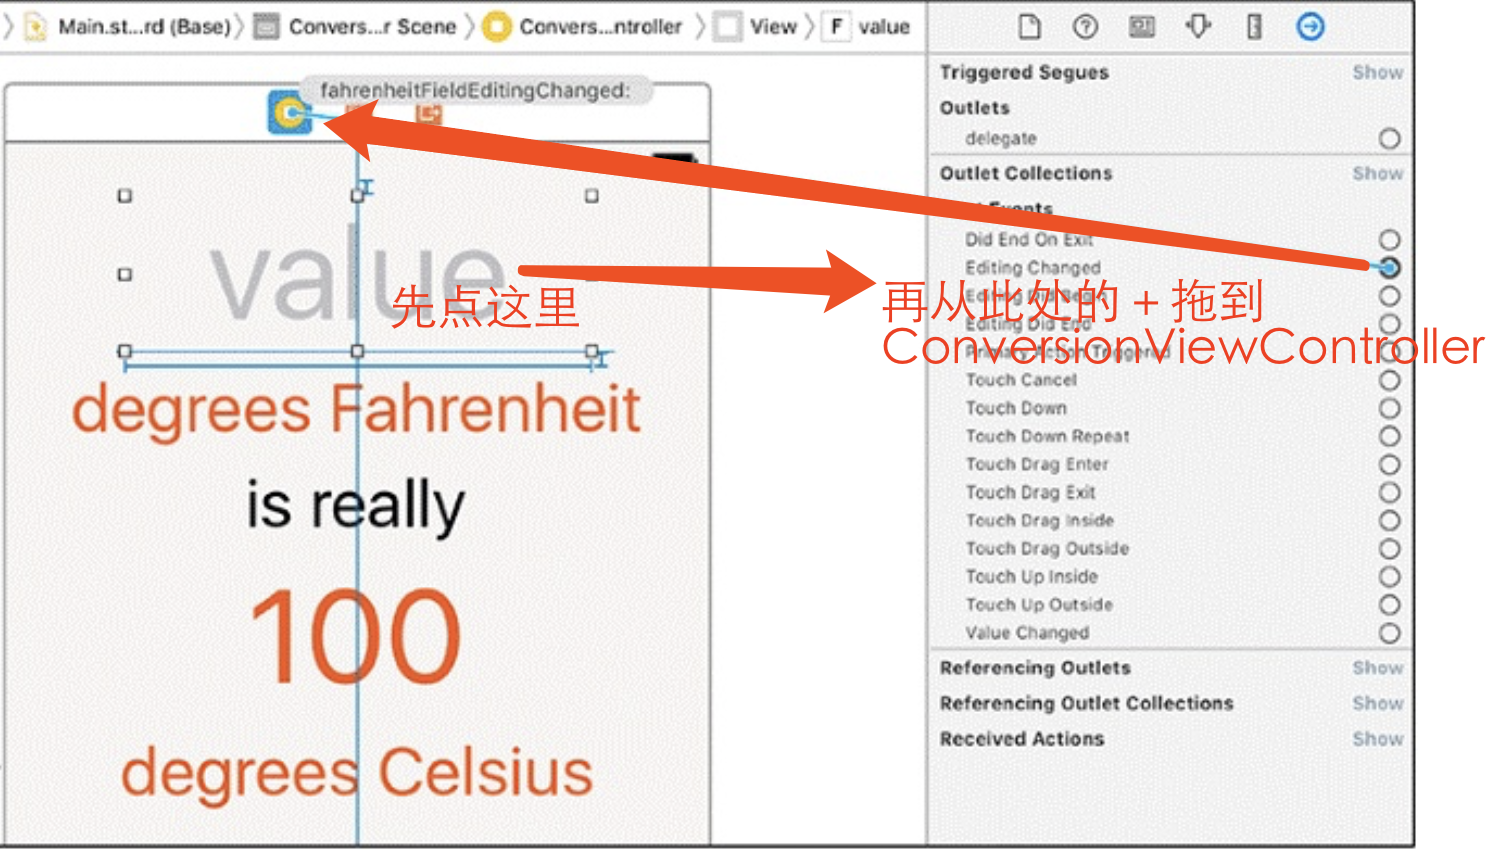 Main.st...rd (Base) Convers...r Scene Convers...ntroller View F value
fahrenheitFieldEditingChanged:
value
先点这里
degrees Fahrenheit
is really
100
degrees Celsius
Triggered Segues Show
Outlets
delegate
Outlet Collections Show
Events
Did End On Exit
Editing Changed
Editing Did Begin
再从此处的 + 拖到
Editing Did End
ConversionViewController
Primary Action Triggered
Touch Cancel
Touch Down
Touch Down Repeat
Touch Drag Enter
Touch Drag Exit
Touch Drag Inside
Touch Drag Outside
Touch Up Inside
Touch Up Outside
Value Changed
Referencing Outlets Show
Referencing Outlet Collections Show
Received Actions Show